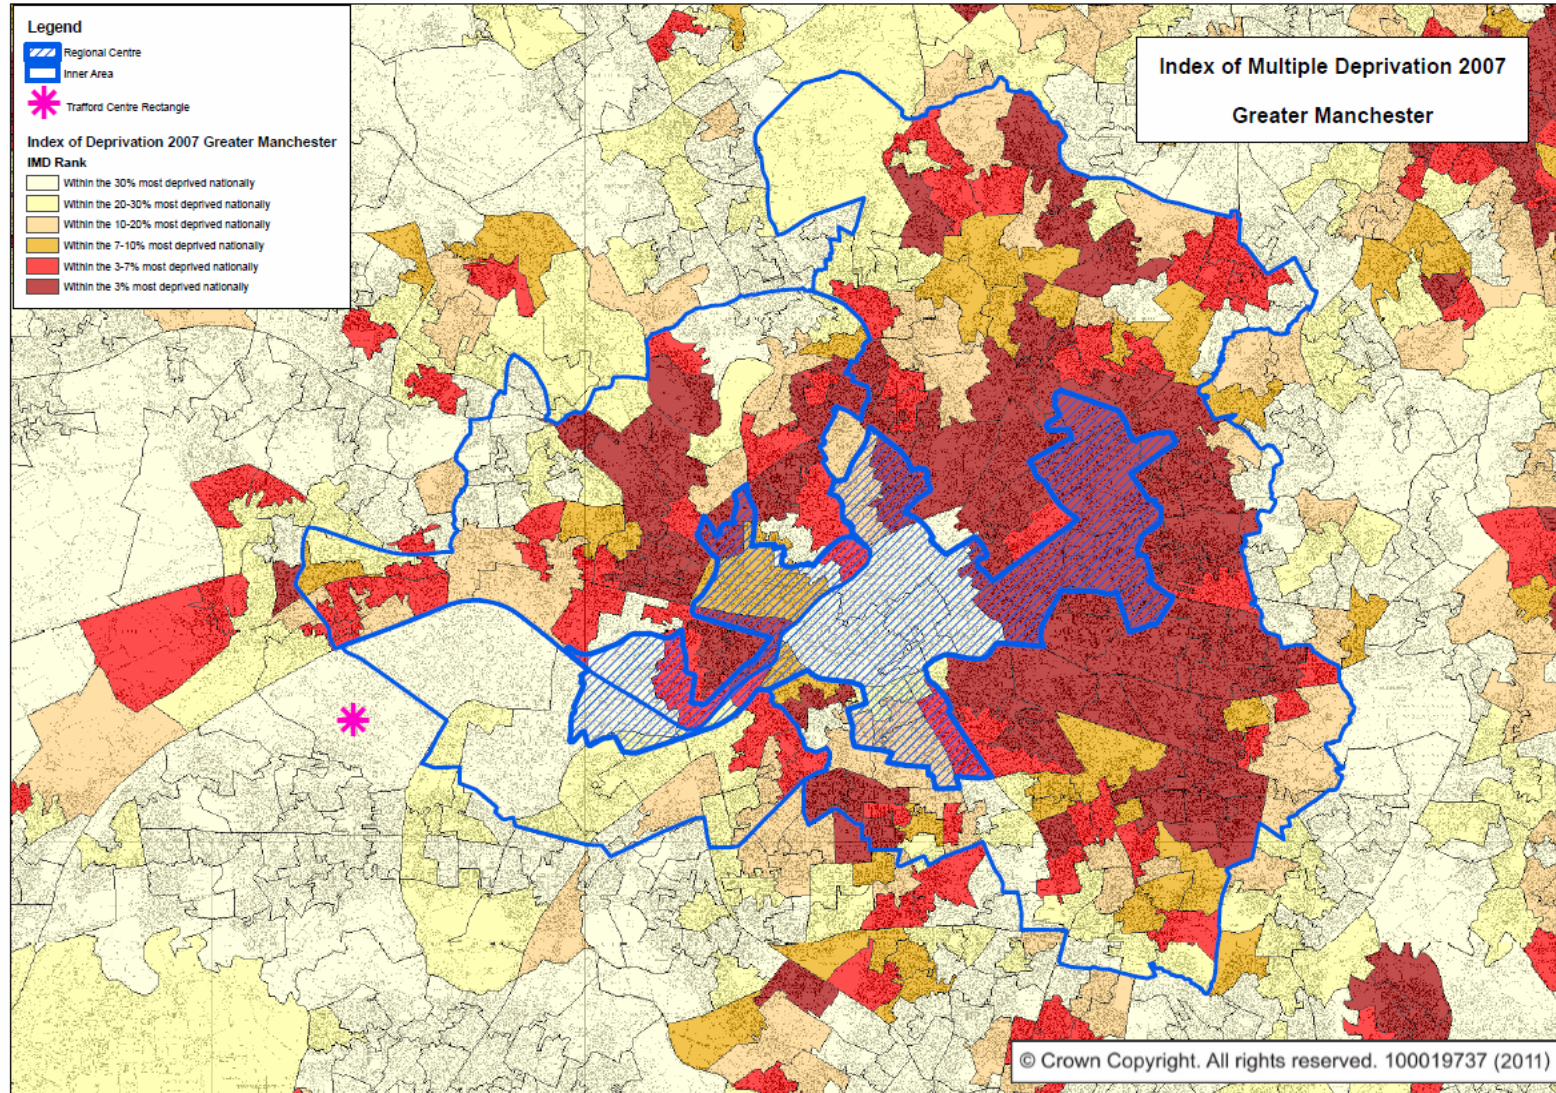 Legend
Regional Centre
Inner Area
Trafford Centre Rectangle
Index of Deprivation 2007 Greater Manchester
IMD Rank
Within the 30% most deprived nationally
Within the 20-30% most deprived nationally
Within the 10-20% most deprived nationally
Within the 7-10% most deprived nationally
Within the 3-7% most deprived nationally
Within the 3% most deprived nationally
Index of Multiple Deprivation 2007
Greater Manchester
© Crown Copyright. All rights reserved. 100019737 (2011)